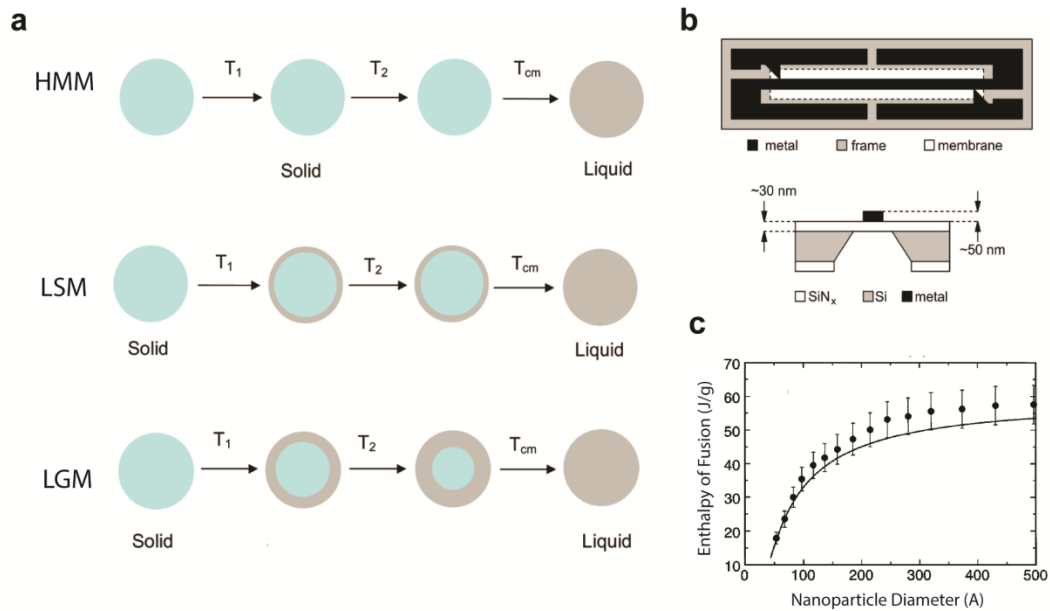 a
HMM
T1
T2
Tcm
Solid
Liquid
LSM
T1
T2
Tcm
Solid
Liquid
LGM
T1
T2
Tcm
Solid
Liquid
b
metal
frame
membrane
~30 nm
~50 nm
SiNx
Si
metal
c
Enthalpy of Fusion (J/g)
70
60
50
40
30
20
10
0 100 200 300 400 500
Nanoparticle Diameter (A)